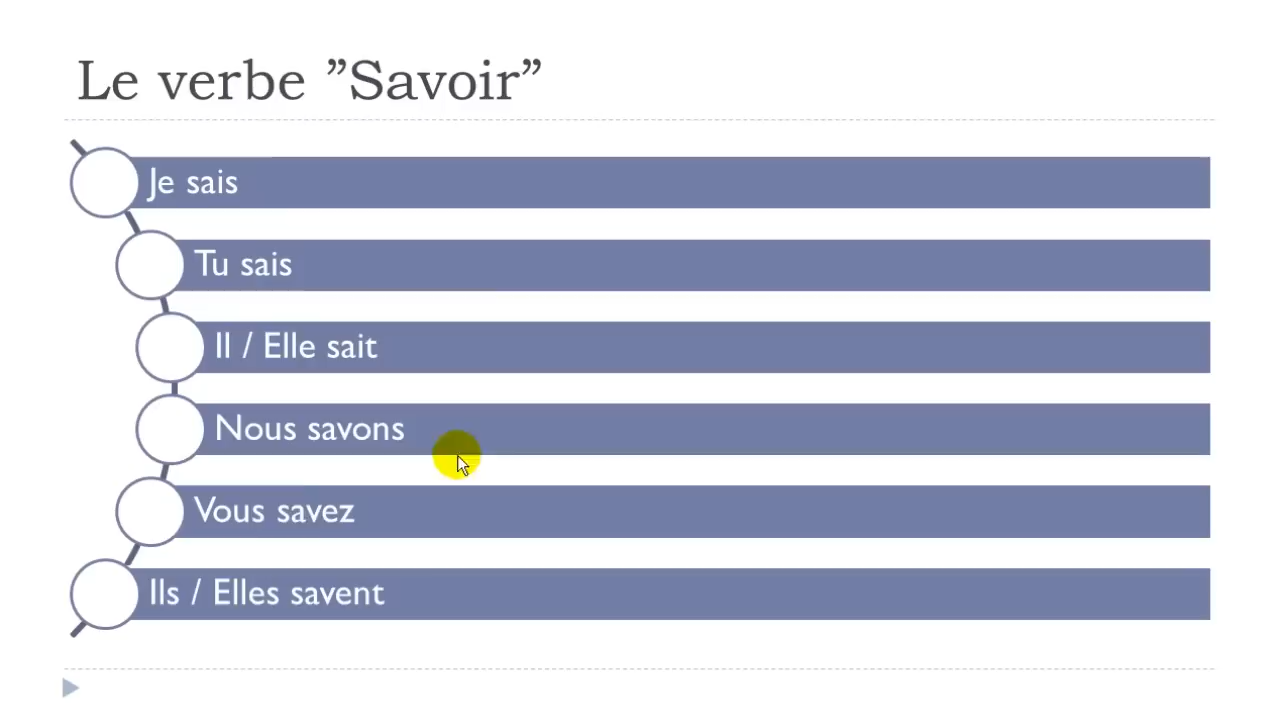 Le verbe ”Savoir”
Je sais
Tu sais
Il / Elle sait
Nous savons
Vous savez
Ils / Elles savent